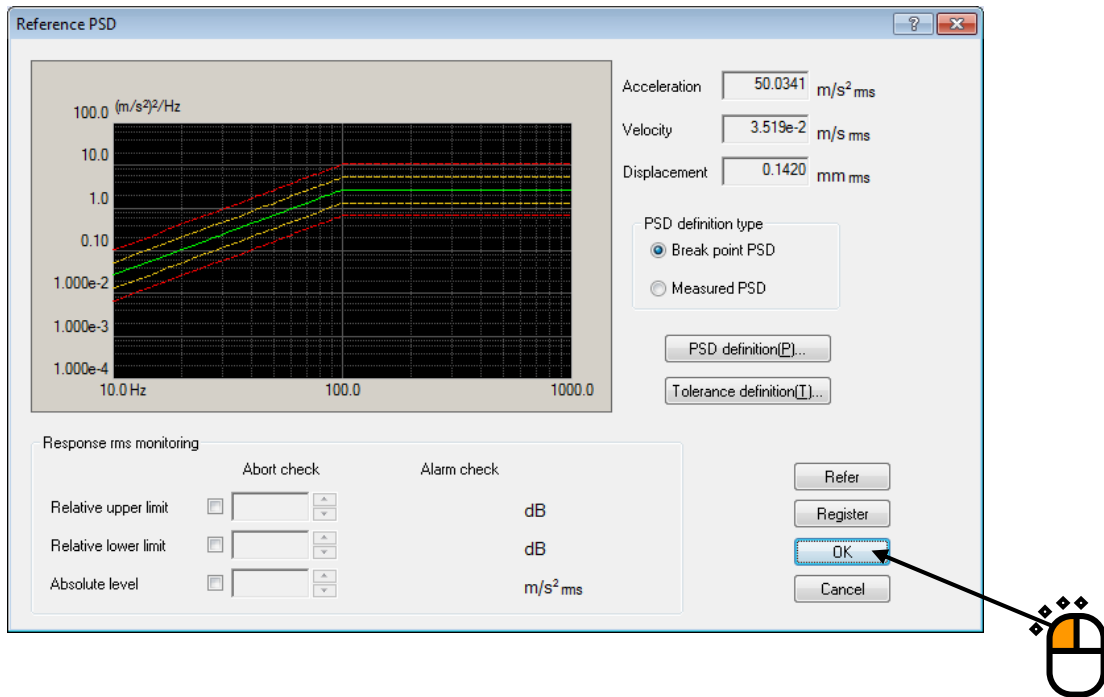 Reference PSD
?
100.0 (m/s²)²/Hz
10.0
1.0
0.10
1.000e-2
1.000e-3
1.000e-4
10.0 Hz 100.0 1000.0
Acceleration 50.0341 m/s² rms
Velocity 3.519e-2 m/s rms
Displacement 0.1420 mm rms
PSD definition type
Break point PSD
Measured PSD
PSD definition(P)...
Tolerance definition(T)...
Response rms monitoring
Abort check Alarm check
Relative upper limit dB
Relative lower limit dB
Absolute level m/s² rms
Refer
Register
OK
Cancel